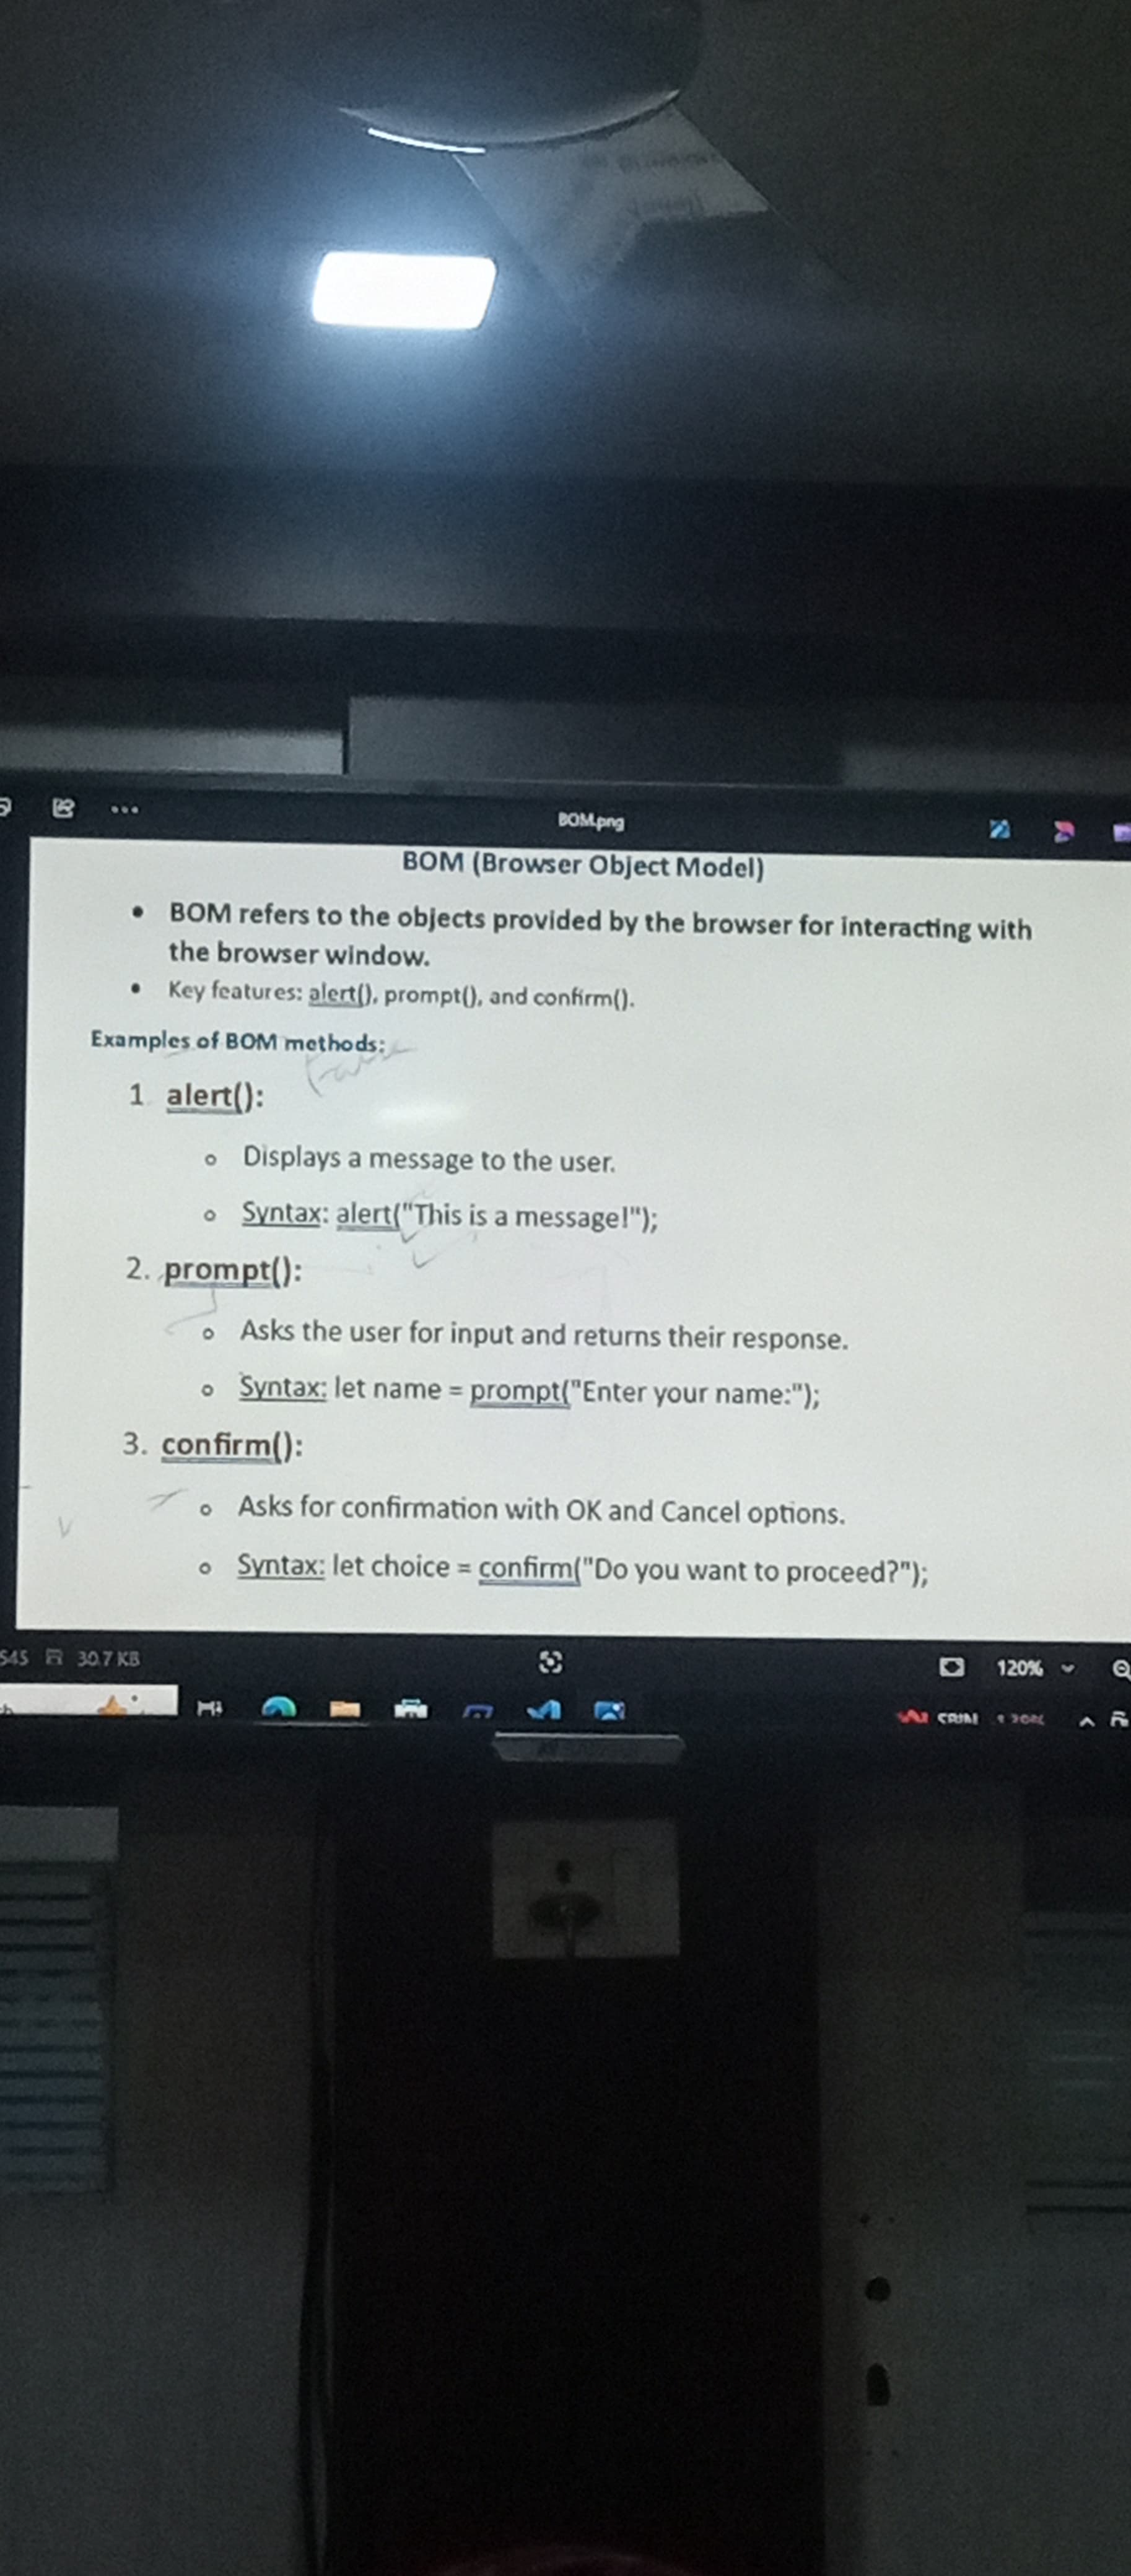 BOM.png
BOM (Browser Object Model)
• BOM refers to the objects provided by the browser for interacting with
the browser window.
• Key features: alert(), prompt(), and confirm().
Examples of BOM methods:
1 alert():
o Displays a message to the user.
o Syntax: alert("This is a message!");
2. prompt():
o Asks the user for input and returns their response.
o Syntax: let name = prompt("Enter your name:");
3. confirm():
o Asks for confirmation with OK and Cancel options.
o Syntax: let choice = confirm("Do you want to proceed?");
545 30.7 KB 120%